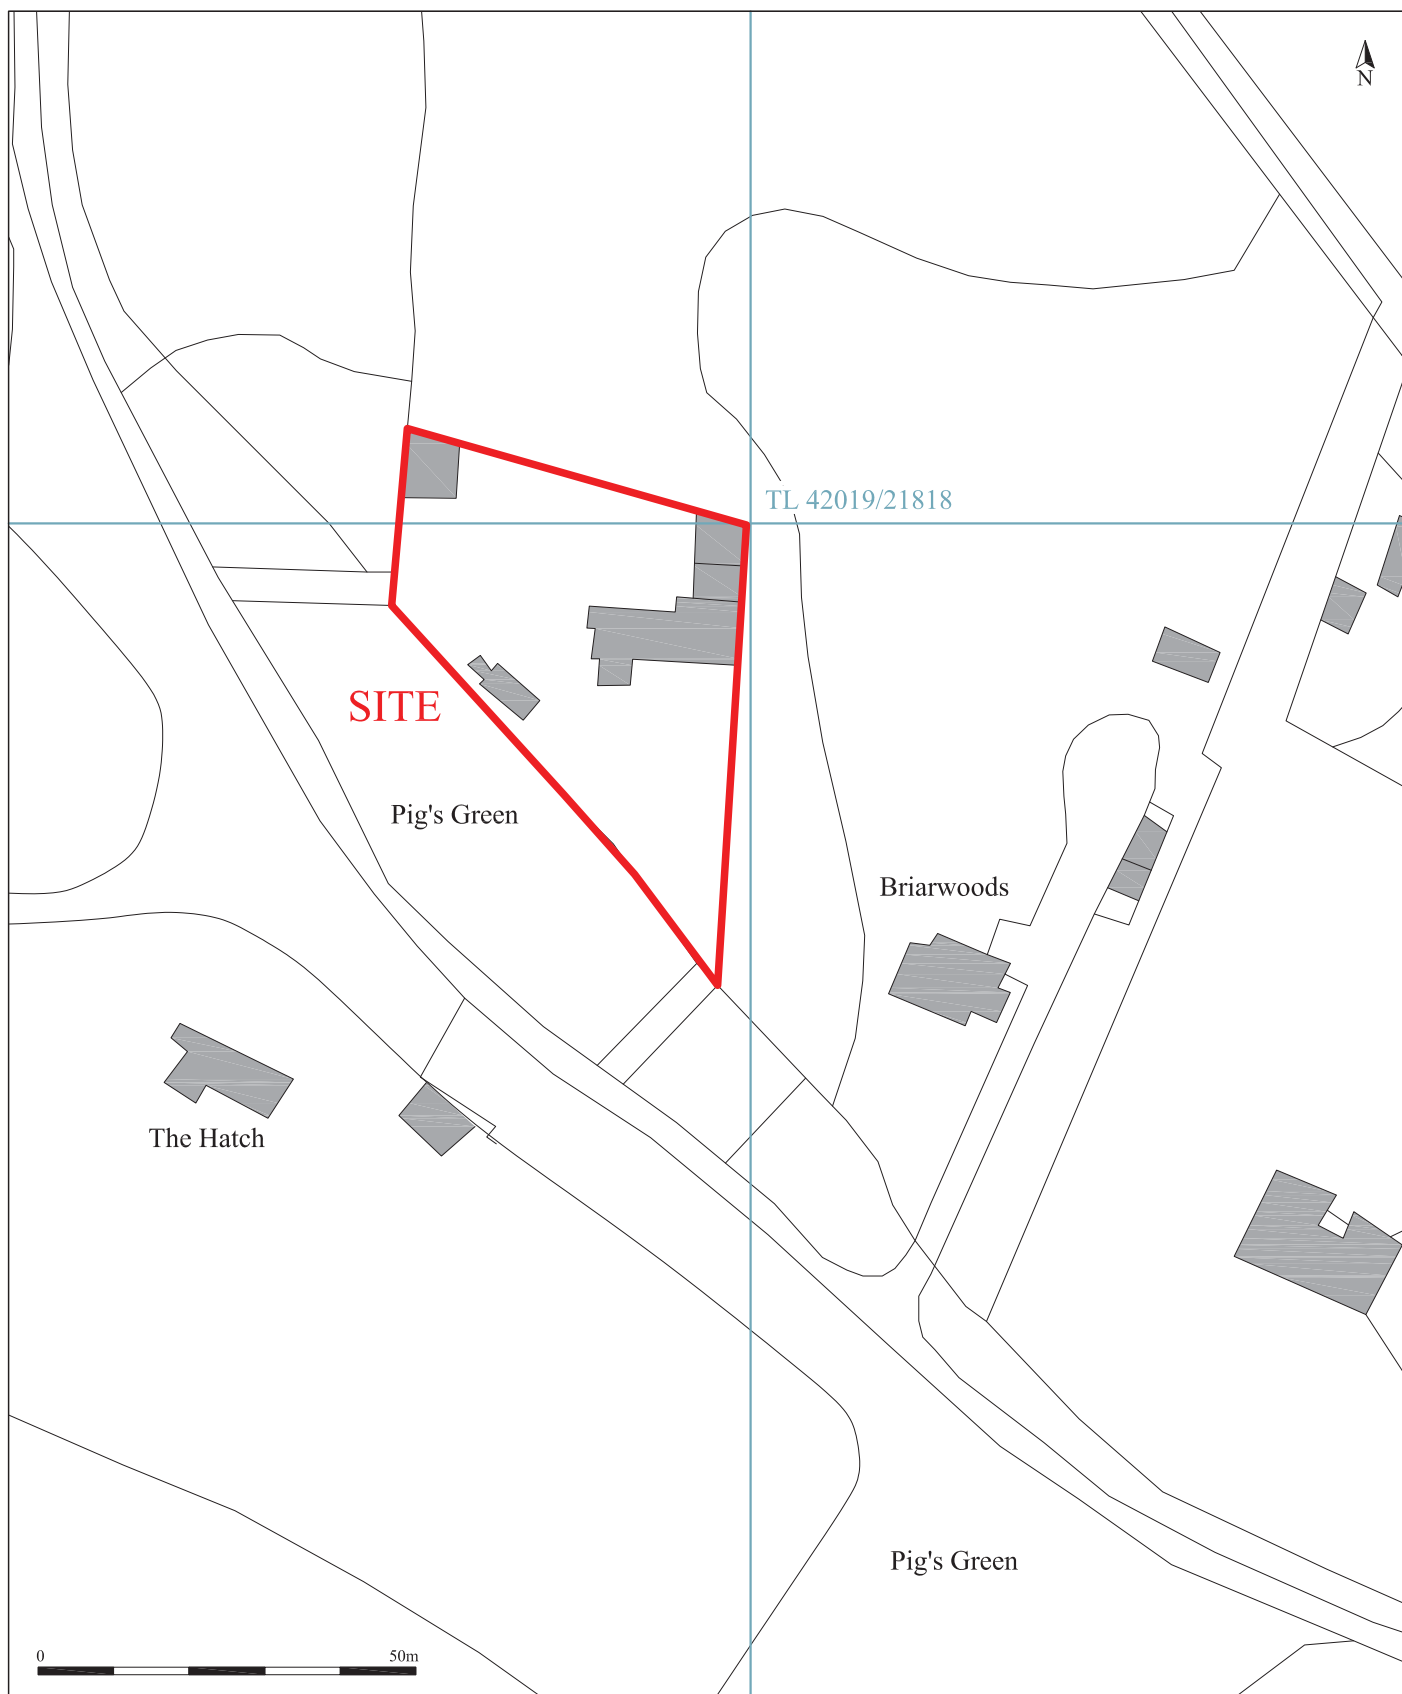 N
TL 42019/21818
SITE
Pig's Green
Briarwoods
The Hatch
Pig's Green
0 50m